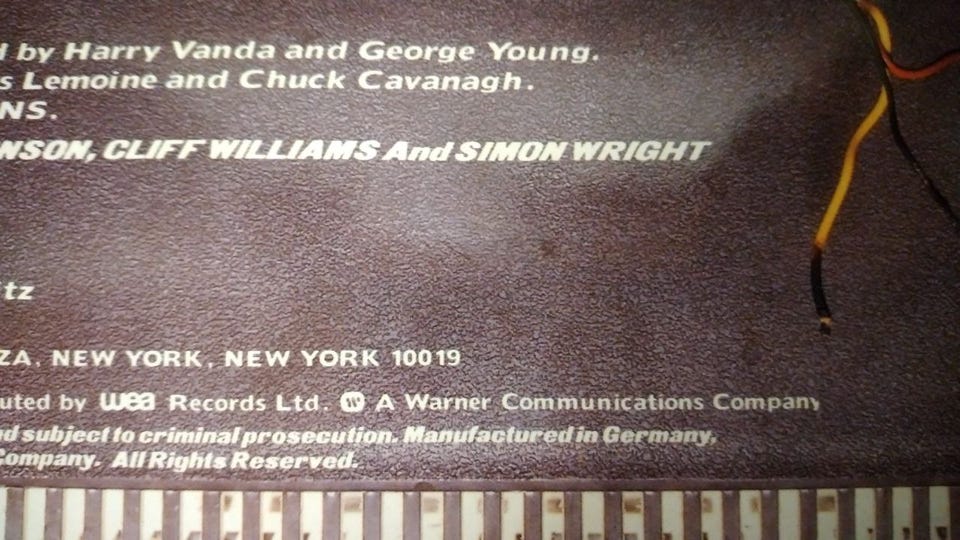 by Harry Vanda and George Young.
s Lemoine and Chuck Cavanagh.
NS.
NSON, CLIFF WILLIAMS And SIMON WRIGHT
tz
ZA, NEW YORK, NEW YORK 10019
uted by wea Records Ltd. W A Warner Communications Company
d subject to criminal prosecution. Manufactured in Germany,
Company. All Rights Reserved.